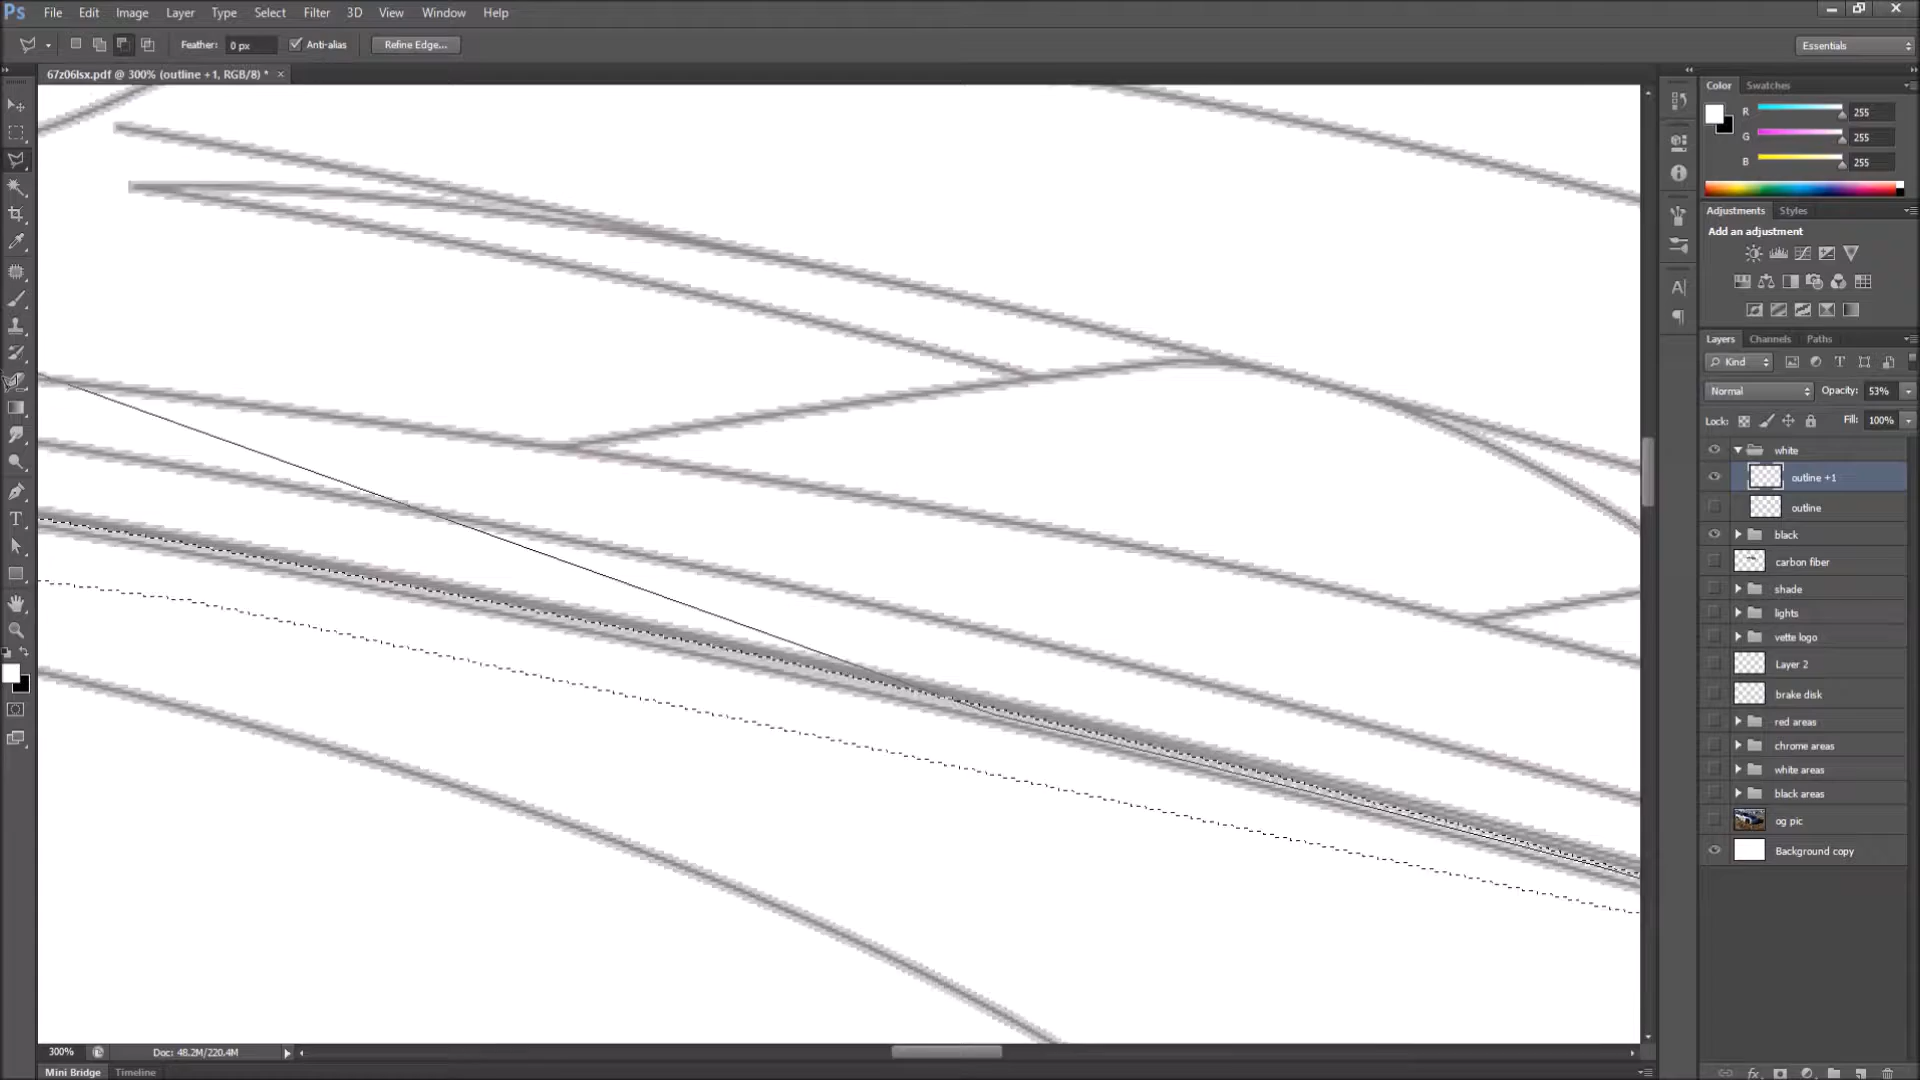 Ps File Edit Image Layer Type Select Filter 3D View Window Help
Feather: 0 px Anti-alias Refine Edge... Essentials
67z06lsx.pdf @ 300% (outline +1, RGB/8) * ×
Color Swatches
R 255
G 255
B 255
Adjustments Styles
Add an adjustment
Layers Channels Paths
Kind
Normal Opacity: 53%
Lock: Fill: 100%
white
outline +1
outline
black
carbon fiber
shade
lights
vette logo
Layer 2
brake disk
red areas
chrome areas
white areas
black areas
og pic
Background copy
300% Doc: 48.2M/220.4M
Mini Bridge Timeline